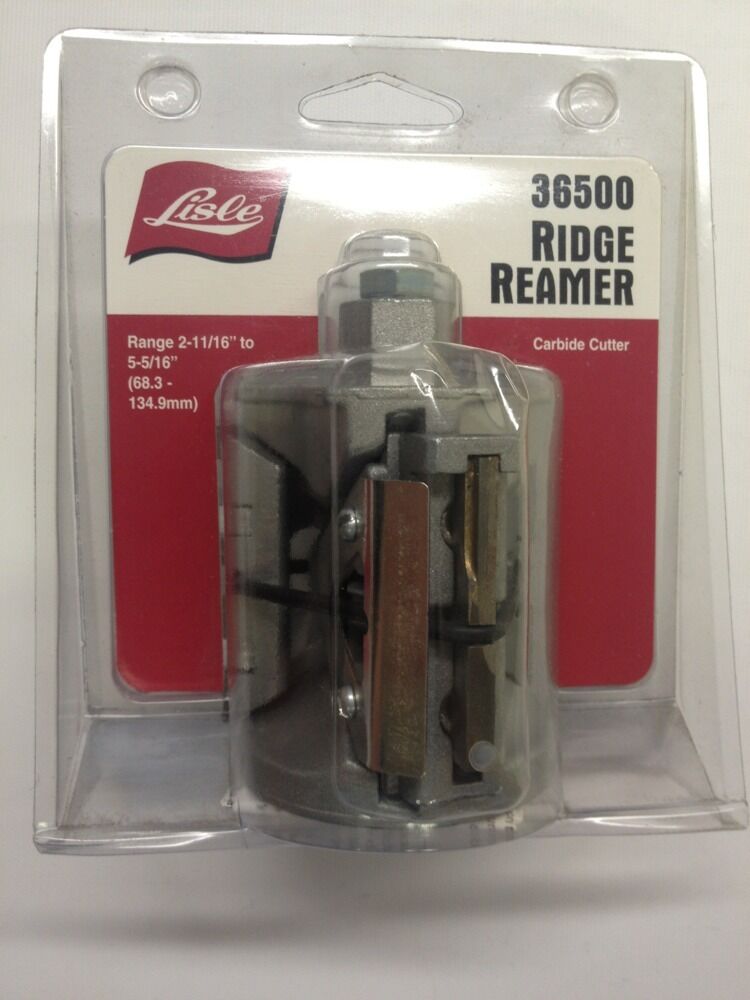 Lisle
36500
RIDGE
REAMER
Range 2-11/16" to
5-5/16"
(68.3 -
134.9mm)
Carbide Cutter